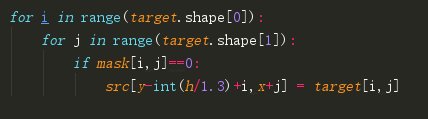 for i in range(target.shape[0]):
    for j in range(target.shape[1]):
        if mask[i,j]==0:
            src[y-int(h/1.3)+i,x+j] = target[i,j]